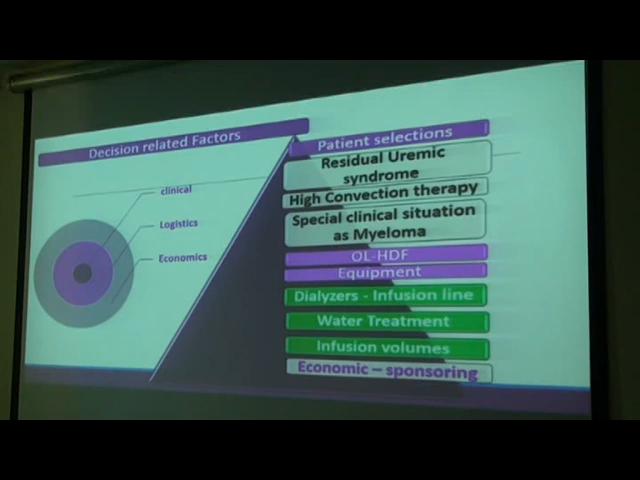 Decision related Factors
clinical
Logistics
Economics
Patient selections
Residual Uremic
syndrome
High Convection therapy
Special clinical situation
as Myeloma
OL-HDF
Equipment
Dialyzers - Infusion line
Water Treatment
Infusion volumes
Economic – sponsoring